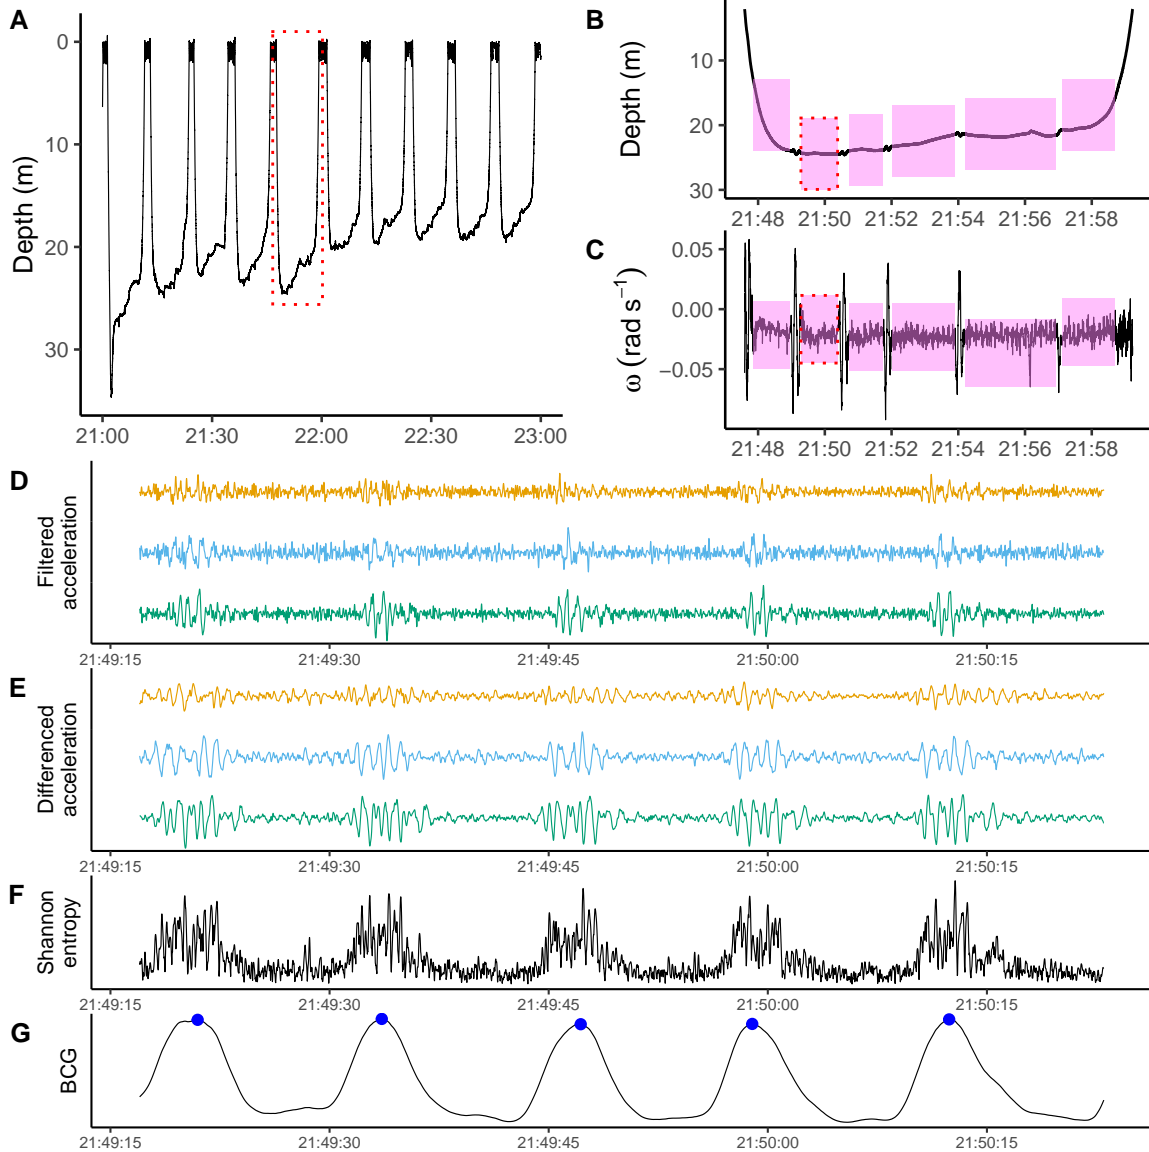 A
Depth (m)
0
10
20
30
21:00 21:30 22:00 22:30 23:00
B
Depth (m)
10
20
30
21:48 21:50 21:52 21:54 21:56 21:58
C
ω (rad s⁻¹)
0.05
0.00
−0.05
21:48 21:50 21:52 21:54 21:56 21:58
D
Filtered
acceleration
21:49:15 21:49:30 21:49:45 21:50:00 21:50:15
E
Differenced
acceleration
21:49:15 21:49:30 21:49:45 21:50:00 21:50:15
F
Shannon
entropy
21:49:15 21:49:30 21:49:45 21:50:00 21:50:15
G
BCG
21:49:15 21:49:30 21:49:45 21:50:00 21:50:15